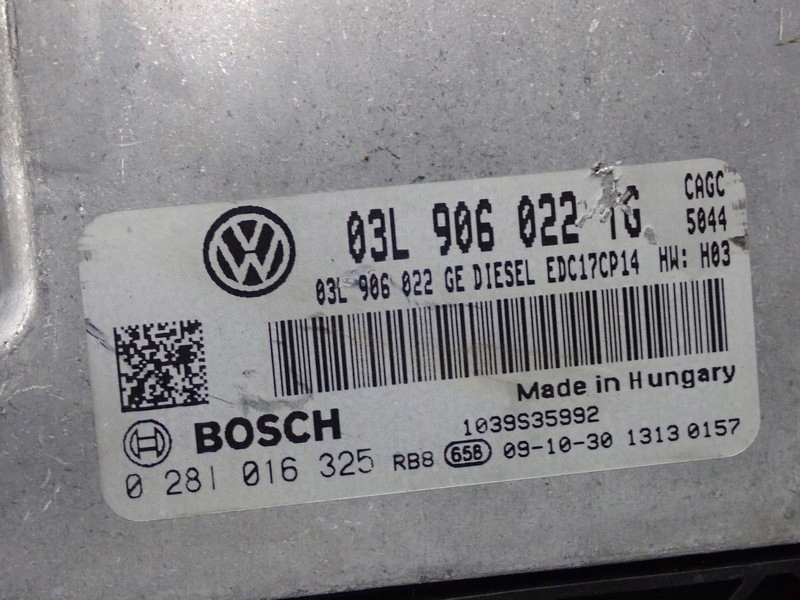 03L 906 022 TG CAGC
5044
03L 906 022 GE DIESEL EDC17CP14 HW: H03
Made in Hungary
BOSCH 1039S35992
0 281 016 325 RB8 658 09-10-30 1313 0157